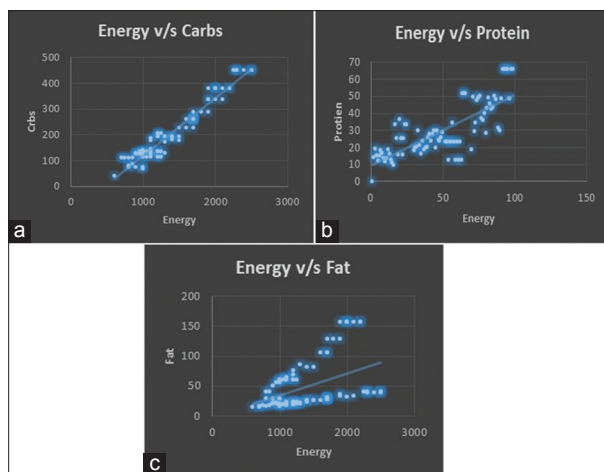 Energy v/s Carbs
Crbs
500
400
300
200
100
0
0 1000 2000 3000
Energy
a
Energy v/s Protein
Protien
70
60
50
40
30
20
10
0
0 50 100 150
Energy
b
Energy v/s Fat
Fat
200
150
100
50
0
0 1000 2000 3000
Energy
c